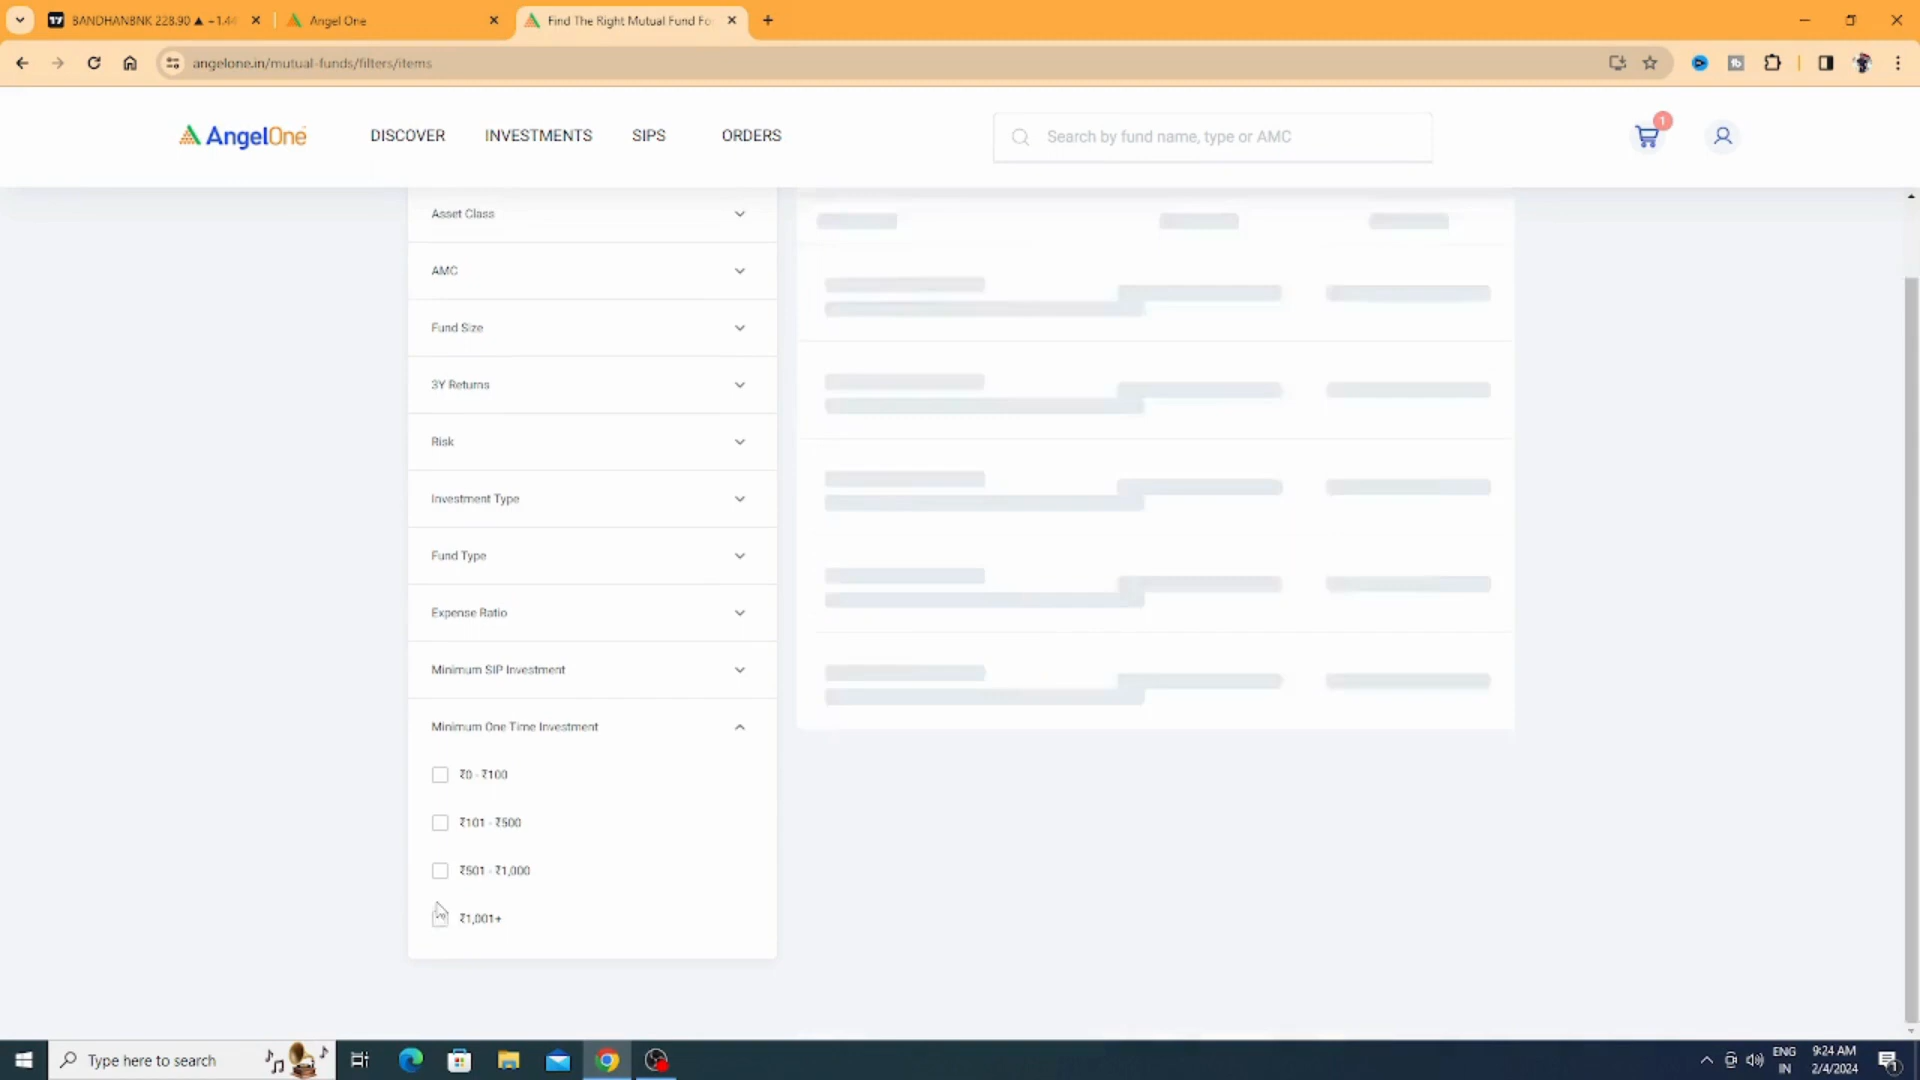 BANDHANBNK 228.90 ▲ −1.44
Angel One
Find The Right Mutual Fund Fo
angelone.in/mutual-funds/filters/items
AngelOne
DISCOVER
INVESTMENTS
SIPS
ORDERS
Search by fund name, type or AMC
1
Asset Class
AMC
Fund Size
3Y Returns
Risk
Investment Type
Fund Type
Expense Ratio
Minimum SIP Investment
Minimum One Time Investment
₹0 - ₹100
₹101 - ₹500
₹501 - ₹1,000
₹1,001+
Type here to search
ENG
IN
9:24 AM
2/4/2024
1